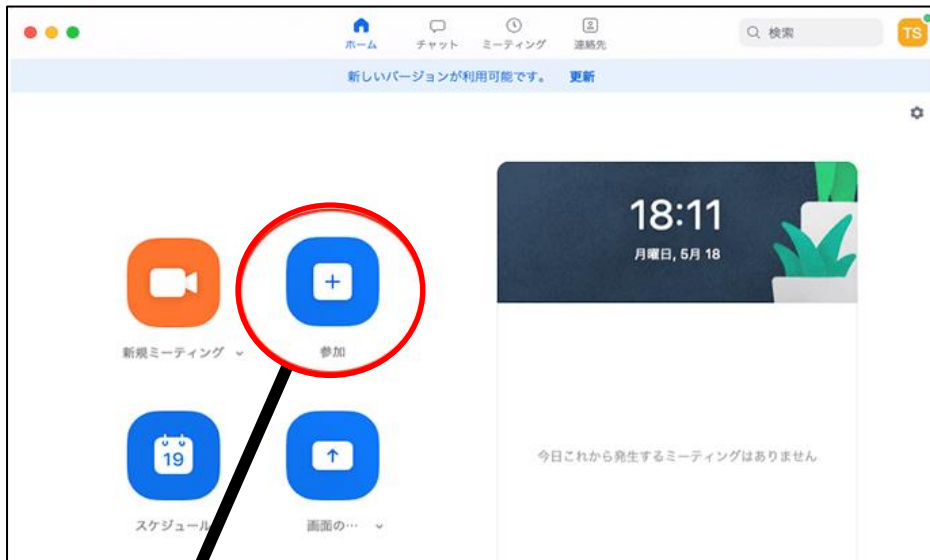 ホーム
チャット
ミーティング
連絡先
検索
TS
新しいバージョンが利用可能です。 更新
18:11
月曜日, 5月 18
新規ミーティング
参加
19
スケジュール
画面の…
今日これから発生するミーティングはありません